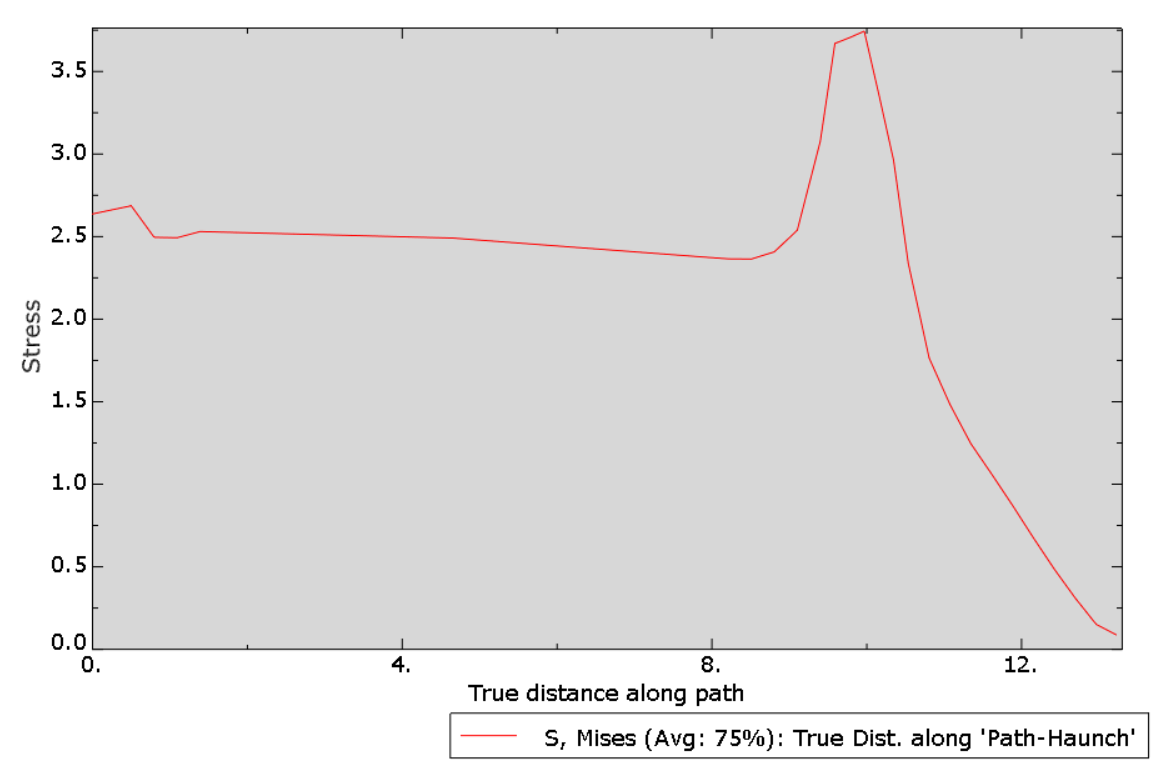 3.5
3.0
2.5
2.0
1.5
1.0
0.5
0.0
Stress
0. 4. 8. 12.
True distance along path
S, Mises (Avg: 75%): True Dist. along 'Path-Haunch'